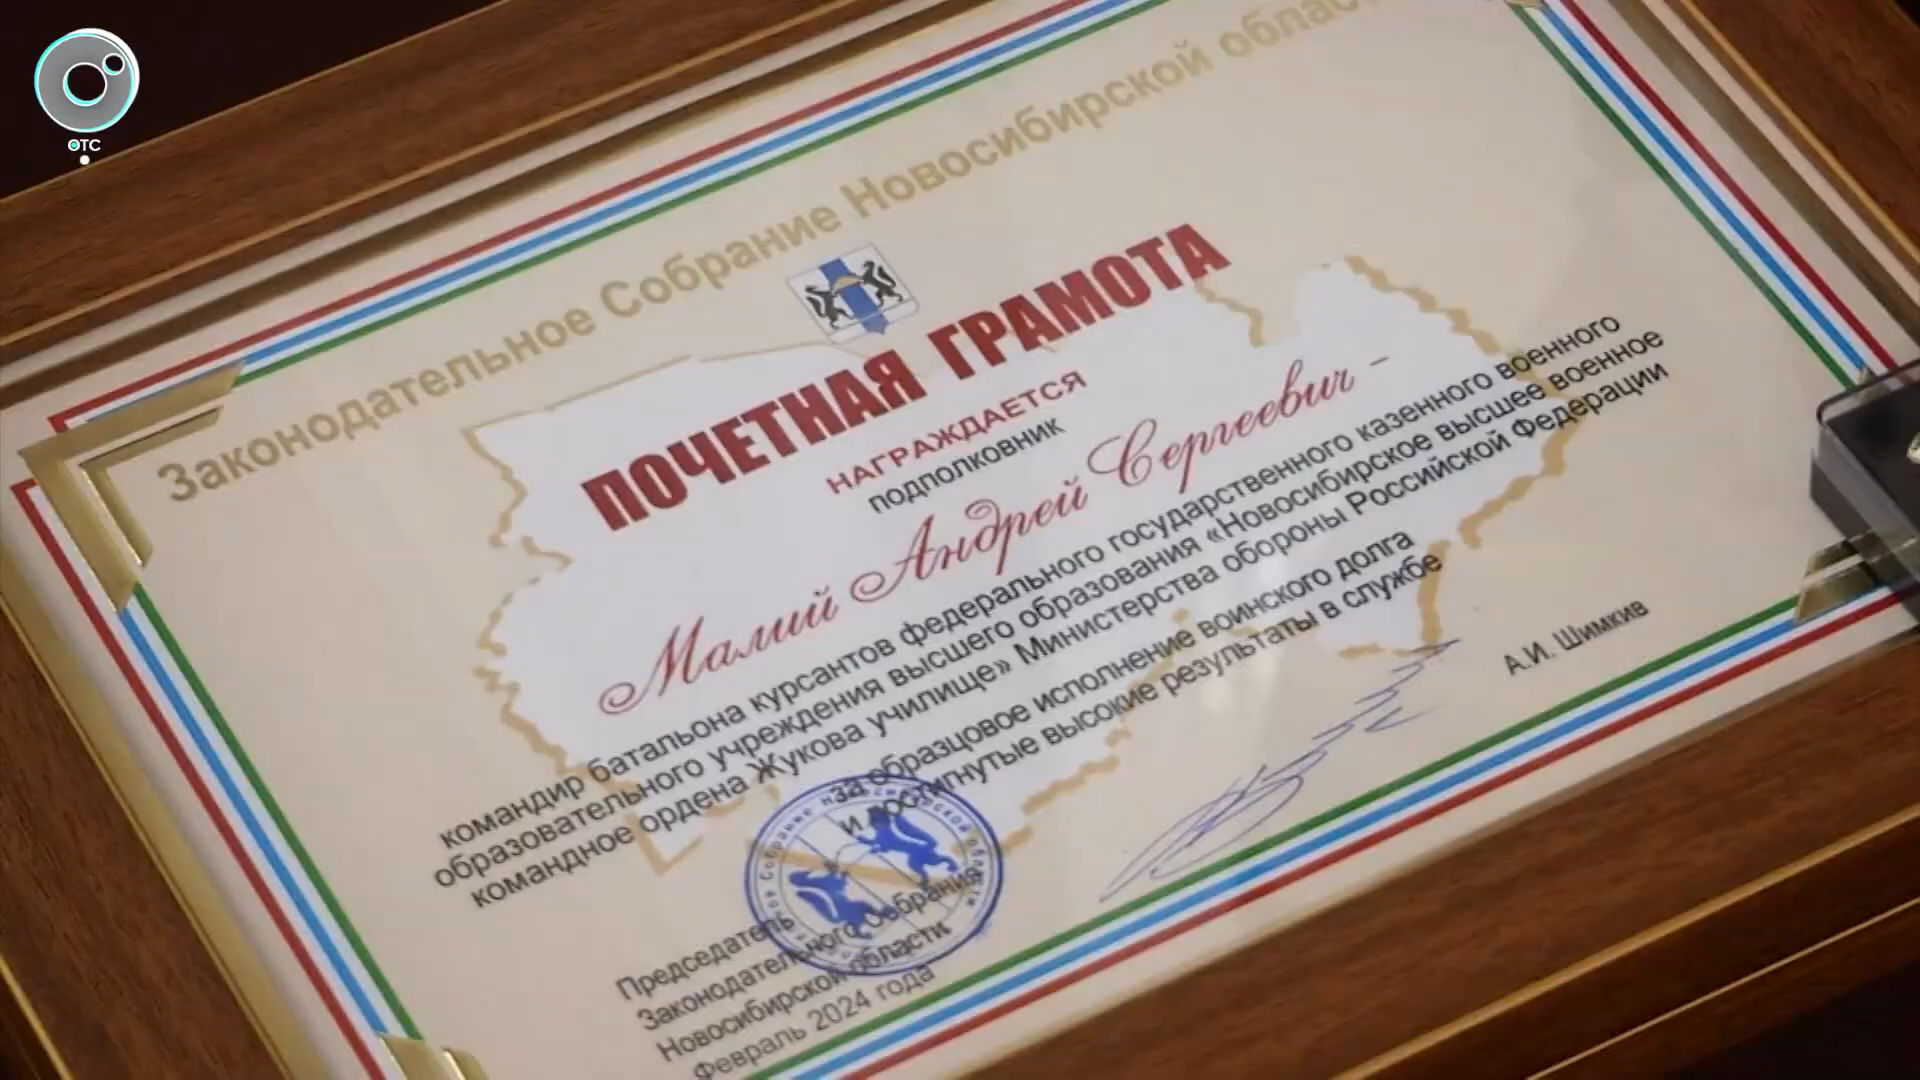 ОТС
Законодательное Собрание Новосибирской области
ПОЧЕТНАЯ ГРАМОТА
НАГРАЖДАЕТСЯ
подполковник
Малий Андрей Сергеевич -
командир батальона курсантов федерального государственного казенного военного
образовательного учреждения высшего образования «Новосибирское высшее военное
командное ордена Жукова училище» Министерства обороны Российской Федерации
за образцовое исполнение воинского долга
и достигнутые высокие результаты в службе
Председатель
Законодательного Собрания
Новосибирской области
А.И. Шимкив
Февраль 2024 года